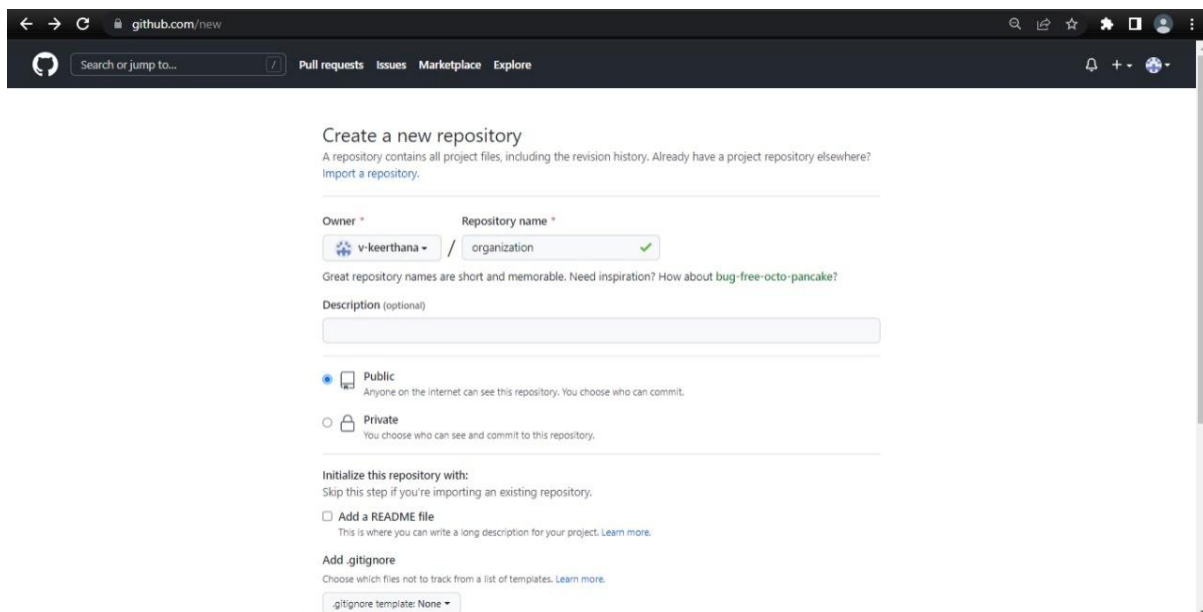 github.com/new
Search or jump to... / Pull requests Issues Marketplace Explore
Create a new repository
A repository contains all project files, including the revision history. Already have a project repository elsewhere?
Import a repository.
Owner * Repository name *
v-keerthana / organization
Great repository names are short and memorable. Need inspiration? How about bug-free-octo-pancake?
Description (optional)
Public
Anyone on the internet can see this repository. You choose who can commit.
Private
You choose who can see and commit to this repository.
Initialize this repository with:
Skip this step if you're importing an existing repository.
Add a README file
This is where you can write a long description for your project. Learn more.
Add .gitignore
Choose which files not to track from a list of templates. Learn more.
.gitignore template: None